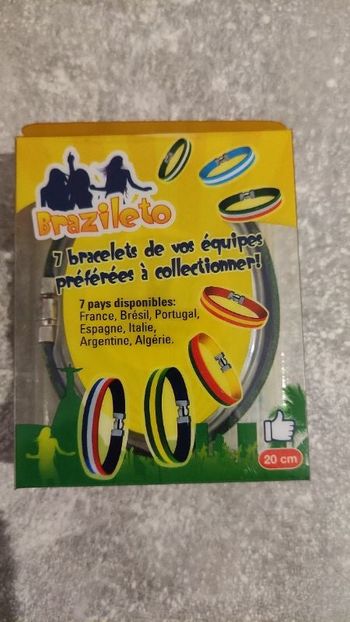 Braziléto
7 bracelets de vos équipes
préférées à collectionner!
7 pays disponibles:
France, Brésil, Portugal,
Espagne, Italie,
Argentine, Algérie.
20 cm